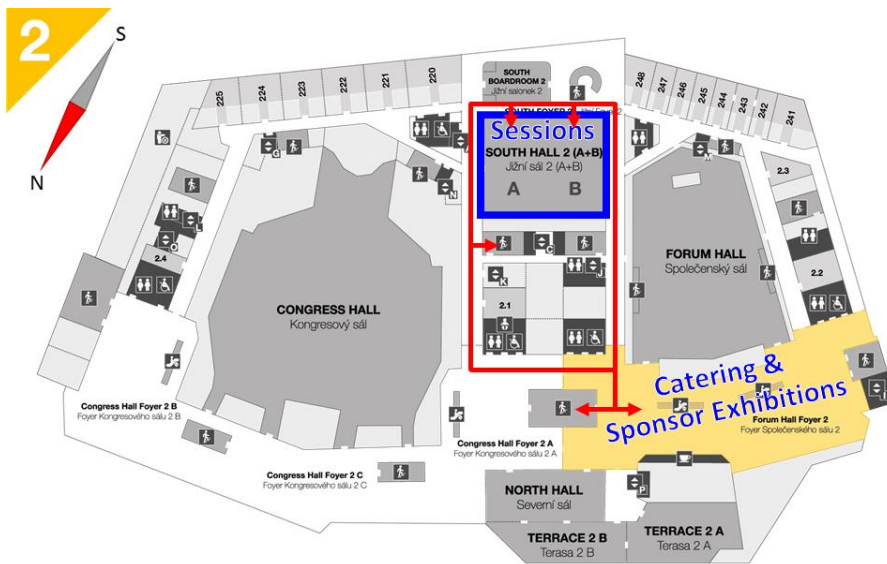 2
S
N
225
224
223
222
221
220
SOUTH
BOARDROOM 2
Jižní salonek 2
248
247
246
245
244
243
242
241
Sessions
SOUTH HALL 2 (A+B)
Jižní sál 2 (A+B)
A
B
G
N
M
L
O
2.4
C
K
J
2.1
2.3
2.2
CONGRESS HALL
Kongresový sál
FORUM HALL
Společenský sál
Catering &
Sponsor Exhibitions
Forum Hall Foyer 2
Foyer Společenského sálu 2
Congress Hall Foyer 2 B
Foyer Kongresového sálu 2 B
Congress Hall Foyer 2 A
Foyer Kongresového sálu 2 A
Congress Hall Foyer 2 C
Foyer Kongresového sálu 2 C
NORTH HALL
Severní sál
P
TERRACE 2 B
Terasa 2 B
TERRACE 2 A
Terasa 2 A